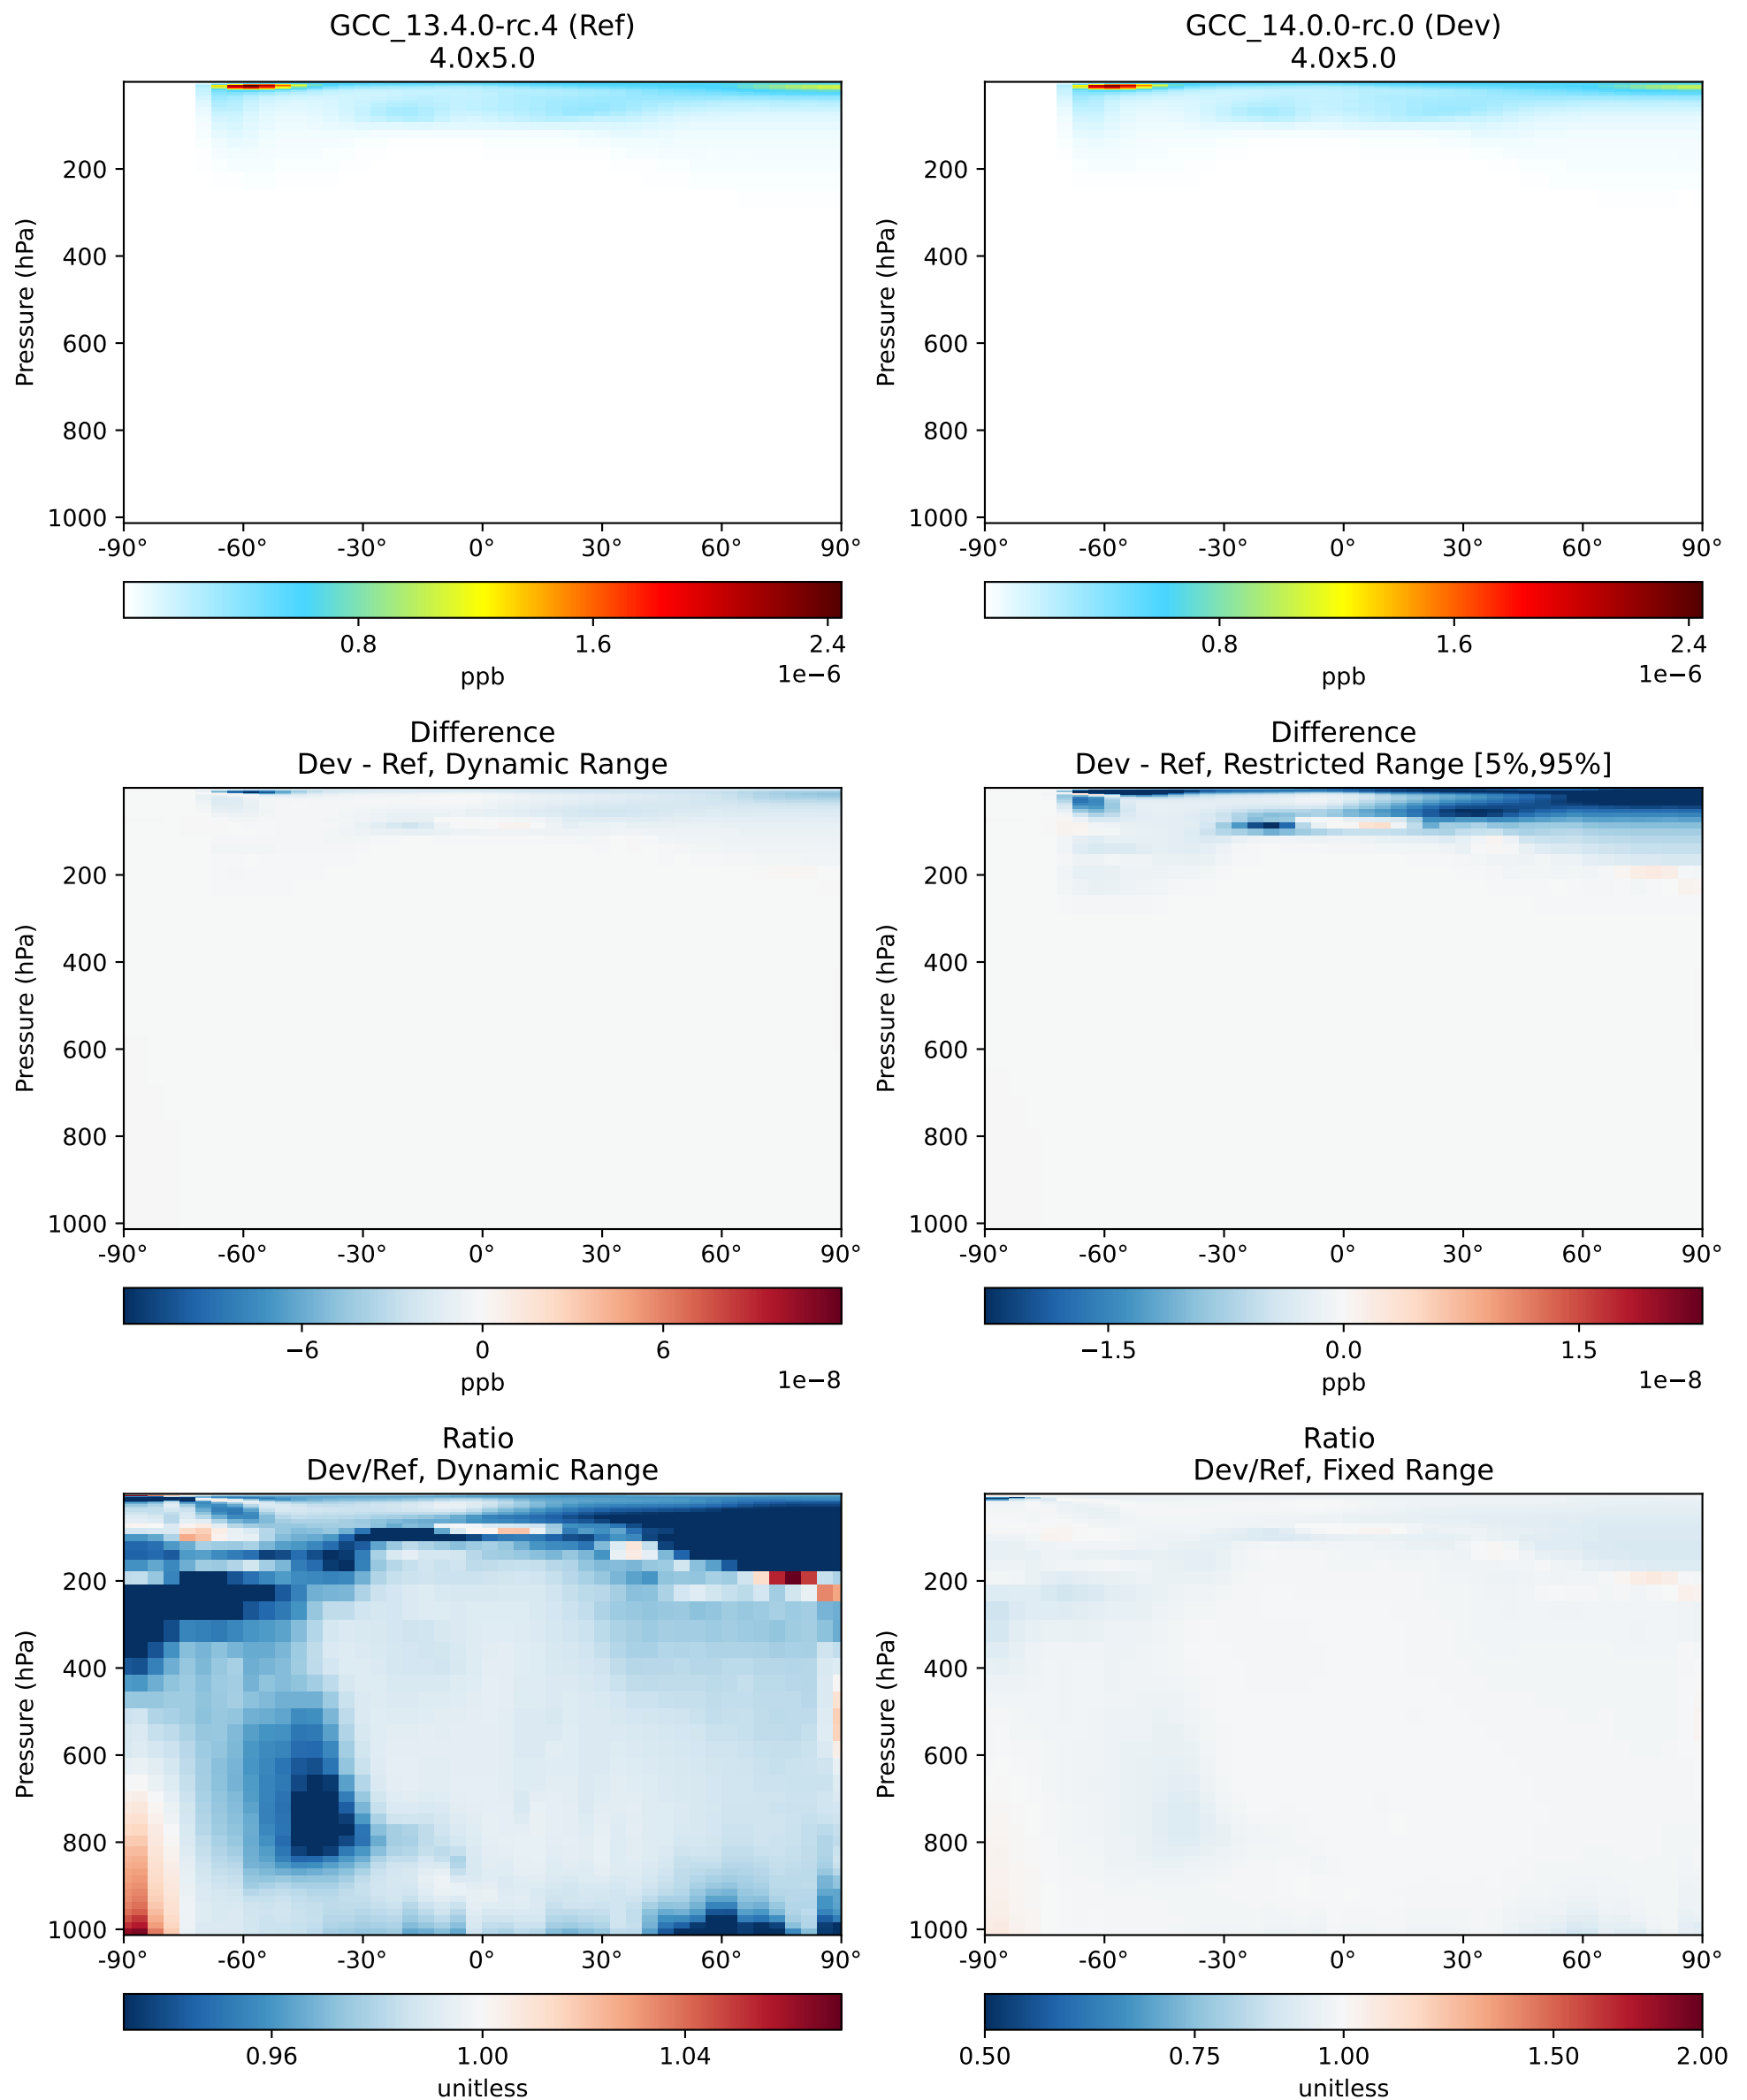 GCC_13.4.0-rc.4 (Ref)
4.0x5.0
Pressure (hPa)
200
400
600
800
1000
-90° -60° -30° 0° 30° 60° 90°
0.8 1.6 2.4
ppb
1e−6
GCC_14.0.0-rc.0 (Dev)
4.0x5.0
Pressure (hPa)
200
400
600
800
1000
-90° -60° -30° 0° 30° 60° 90°
0.8 1.6 2.4
ppb
1e−6
Difference
Dev - Ref, Dynamic Range
Pressure (hPa)
200
400
600
800
1000
-90° -60° -30° 0° 30° 60° 90°
−6 0 6
ppb
1e−8
Difference
Dev - Ref, Restricted Range [5%,95%]
Pressure (hPa)
200
400
600
800
1000
-90° -60° -30° 0° 30° 60° 90°
−1.5 0.0 1.5
ppb
1e−8
Ratio
Dev/Ref, Dynamic Range
Pressure (hPa)
200
400
600
800
1000
-90° -60° -30° 0° 30° 60° 90°
0.96 1.00 1.04
unitless
Ratio
Dev/Ref, Fixed Range
Pressure (hPa)
200
400
600
800
1000
-90° -60° -30° 0° 30° 60° 90°
0.50 0.75 1.00 1.50 2.00
unitless